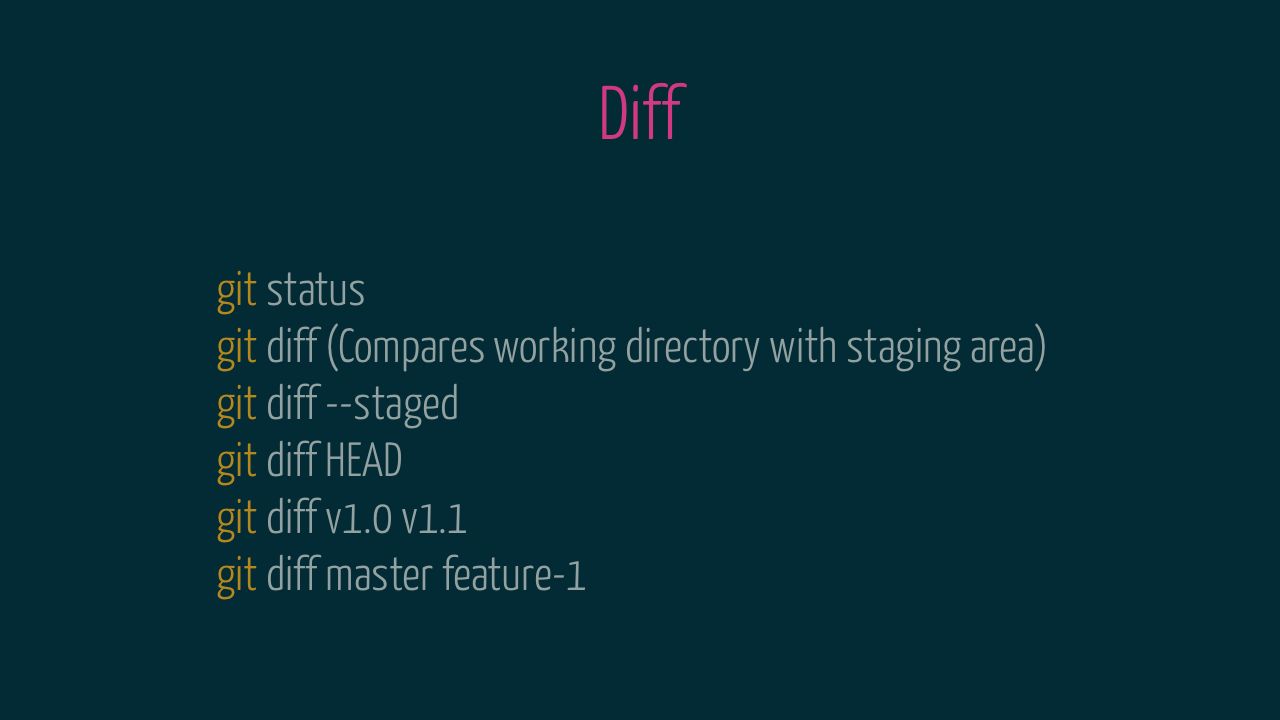 Diff
git status
git diff (Compares working directory with staging area)
git diff --staged
git diff HEAD
git diff v1.0 v1.1
git diff master feature-1